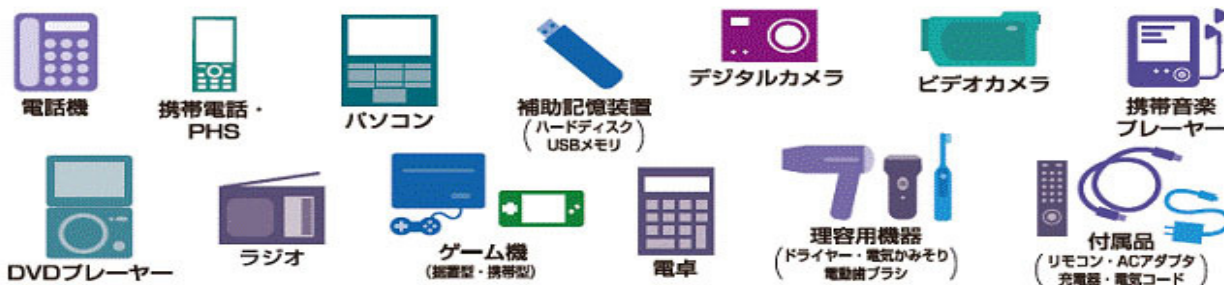 電話機
携帯電話・
PHS
パソコン
補助記憶装置
(ハードディスク
USBメモリ)
デジタルカメラ
ビデオカメラ
携帯音楽
プレーヤー
DVDプレーヤー
ラジオ
ゲーム機
(据置型・携帯型)
電卓
理容用機器
(ドライヤー・電気かみそり
電動歯ブラシ)
付属品
(リモコン・ACアダプタ
充電器・電気コード)